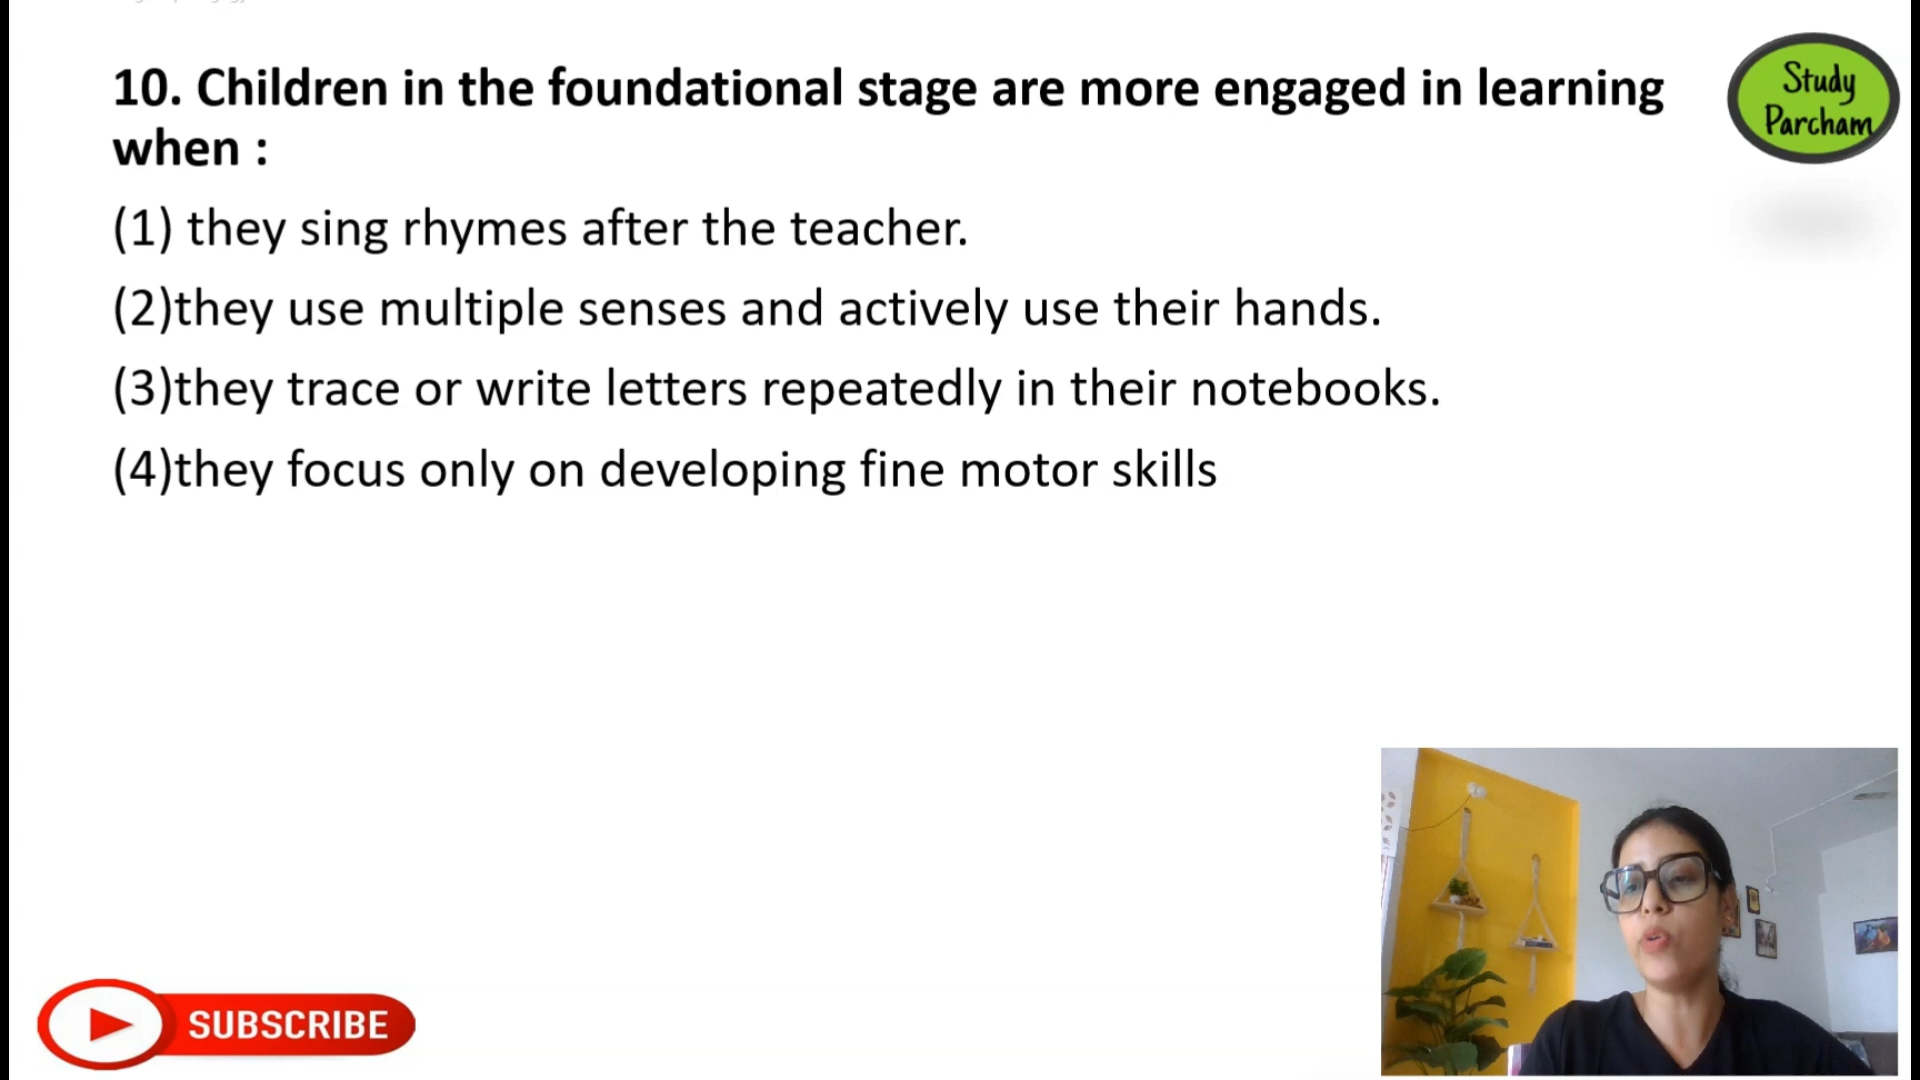 10. Children in the foundational stage are more engaged in learning
when :
(1) they sing rhymes after the teacher.
(2)they use multiple senses and actively use their hands.
(3)they trace or write letters repeatedly in their notebooks.
(4)they focus only on developing fine motor skills
Study
Parcham
SUBSCRIBE